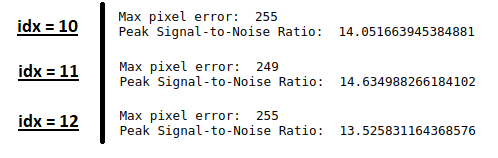 idx = 10
Max pixel error:  255
Peak Signal-to-Noise Ratio:  14.051663945384881
idx = 11
Max pixel error:  249
Peak Signal-to-Noise Ratio:  14.634988266184102
idx = 12
Max pixel error:  255
Peak Signal-to-Noise Ratio:  13.525831164368576